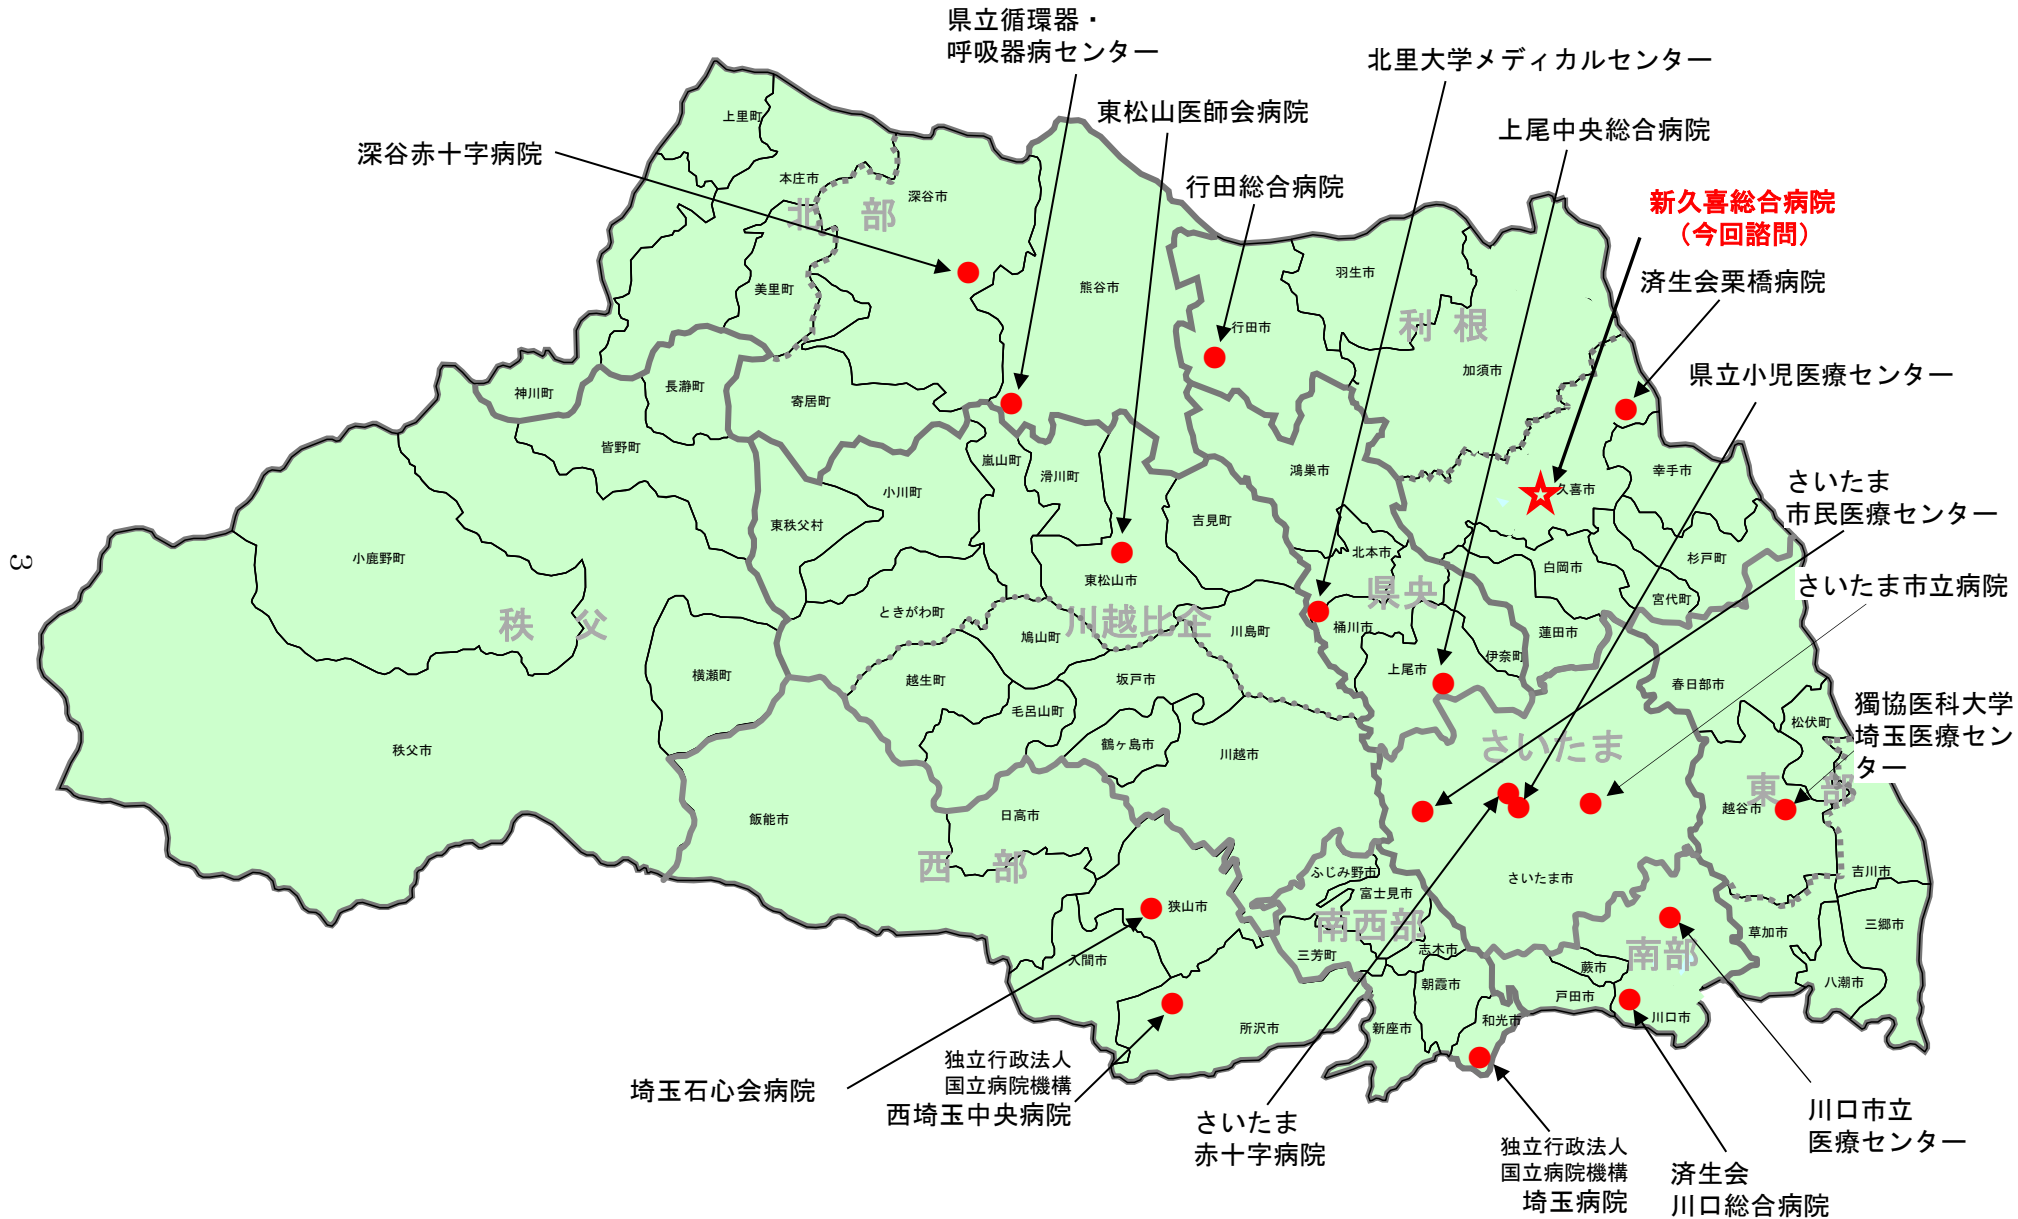 県立循環器・
呼吸器病センター
北里大学メディカルセンター
東松山医師会病院
上尾中央総合病院
深谷赤十字病院
行田総合病院
新久喜総合病院
（今回諮問）
済生会栗橋病院
県立小児医療センター
さいたま
市民医療センター
さいたま市立病院
獨協医科大学
埼玉医療セン
ター
上里町
本庄市
深谷市
北部
美里町
熊谷市
羽生市
行田市
利根
加須市
神川町
長瀞町
寄居町
皆野町
嵐山町
滑川町
鴻巣市
久喜市
幸手市
小川町
東秩父村
吉見町
北本市
白岡市
杉戸町
小鹿野町
東松山市
県央
宮代町
ときがわ町
秩父
川越比企
鳩山町
川島町
桶川市
蓮田市
伊奈町
上尾市
横瀬町
越生町
坂戸市
春日部市
毛呂山町
松伏町
秩父市
鶴ヶ島市
川越市
さいたま
東部
越谷市
飯能市
日高市
西部
ふじみ野市
富士見市
さいたま市
吉川市
狭山市
南西部
南部
草加市
三郷市
入間市
三芳町
志木市
蕨市
朝霞市
戸田市
八潮市
所沢市
新座市
和光市
川口市
埼玉石心会病院
独立行政法人
国立病院機構
西埼玉中央病院
さいたま
赤十字病院
独立行政法人
国立病院機構
埼玉病院
済生会
川口総合病院
川口市立
医療センター
3